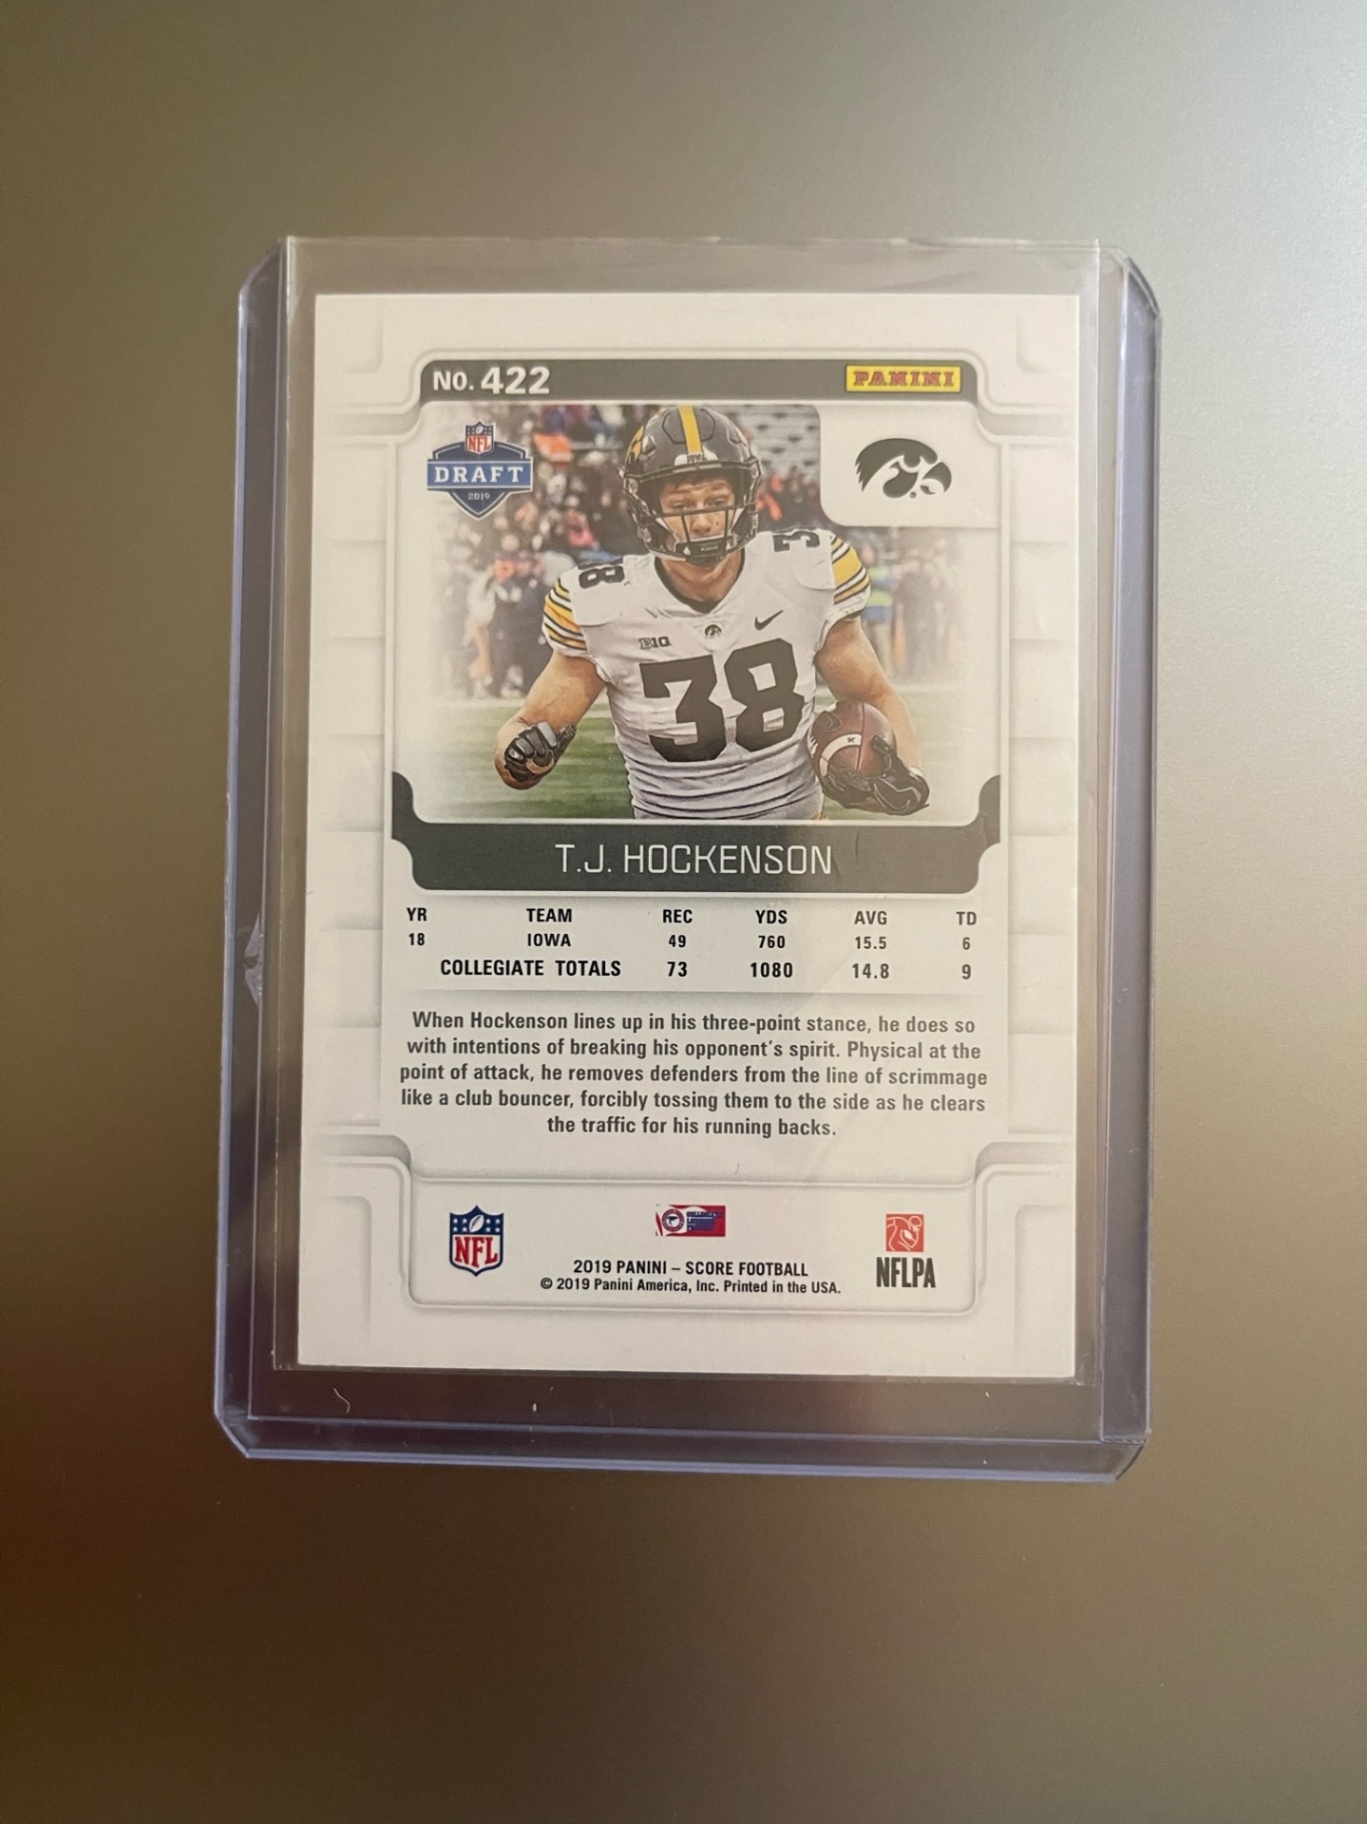 NO. 422
PANINI
NFL
DRAFT
2019
38
38
B1G
38
T.J. HOCKENSON
YR TEAM REC YDS AVG TD
18 IOWA 49 760 15.5 6
COLLEGIATE TOTALS 73 1080 14.8 9
When Hockenson lines up in his three-point stance, he does so
with intentions of breaking his opponent's spirit. Physical at the
point of attack, he removes defenders from the line of scrimmage
like a club bouncer, forcibly tossing them to the side as he clears
the traffic for his running backs.
NFL
2019 PANINI – SCORE FOOTBALL
© 2019 Panini America, Inc. Printed in the USA.
NFLPA